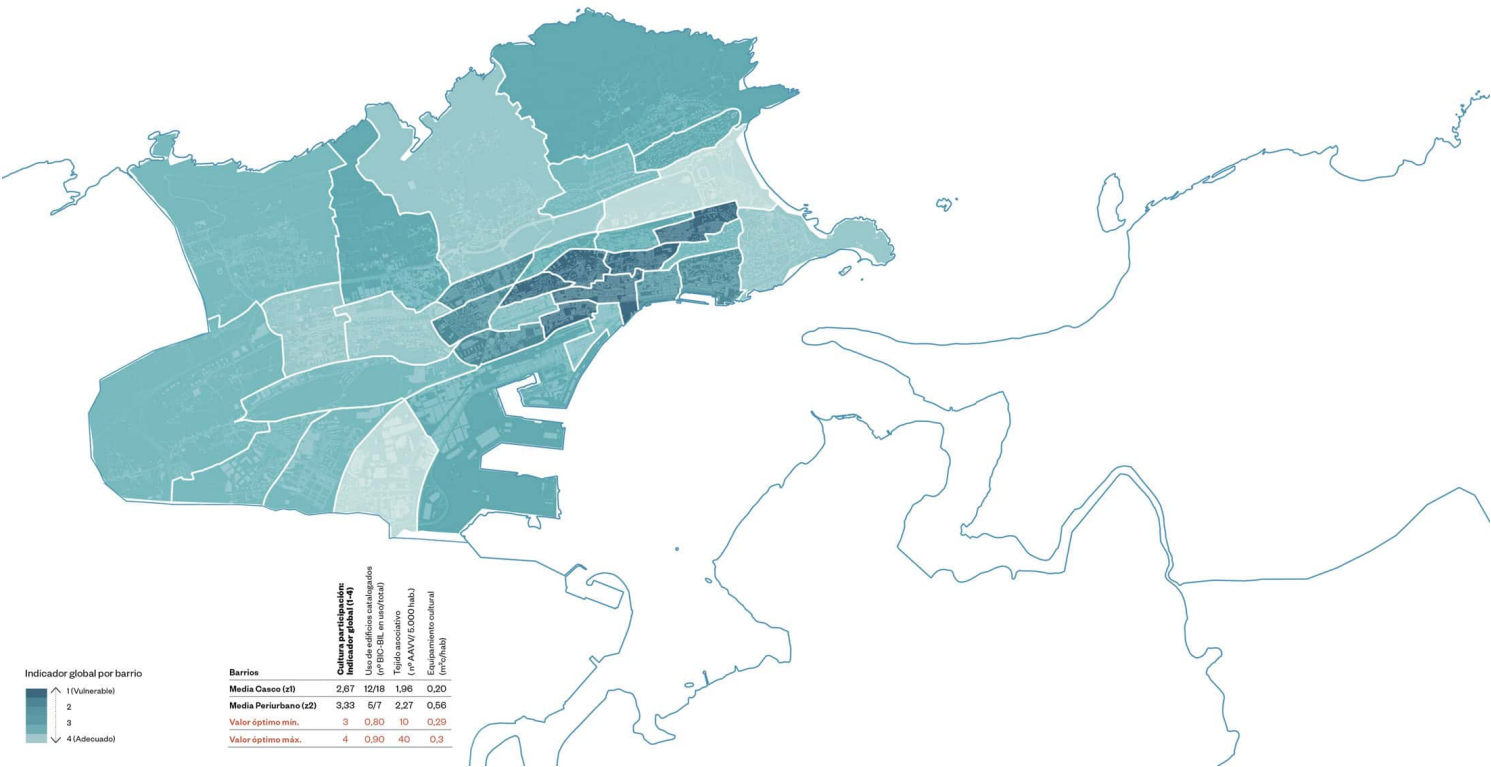 Indicador global por barrio
1 (Vulnerable)
2
3
4 (Adecuado)
Cultura participación:
Indicador global (1-4)
Uso de edificios catalogados
(nº BIC-BIL en uso/total)
Tejido asociativo
(nº AAVV/5.000 hab.)
Equipamiento cultural
(m²c/hab)
Barrios
Media Casco (z1) 2,67 12/18 1,96 0,20
Media Periurbano (z2) 3,33 5/7 2,27 0,56
Valor óptimo mín. 3 0,80 10 0,29
Valor óptimo máx. 4 0,90 40 0,3